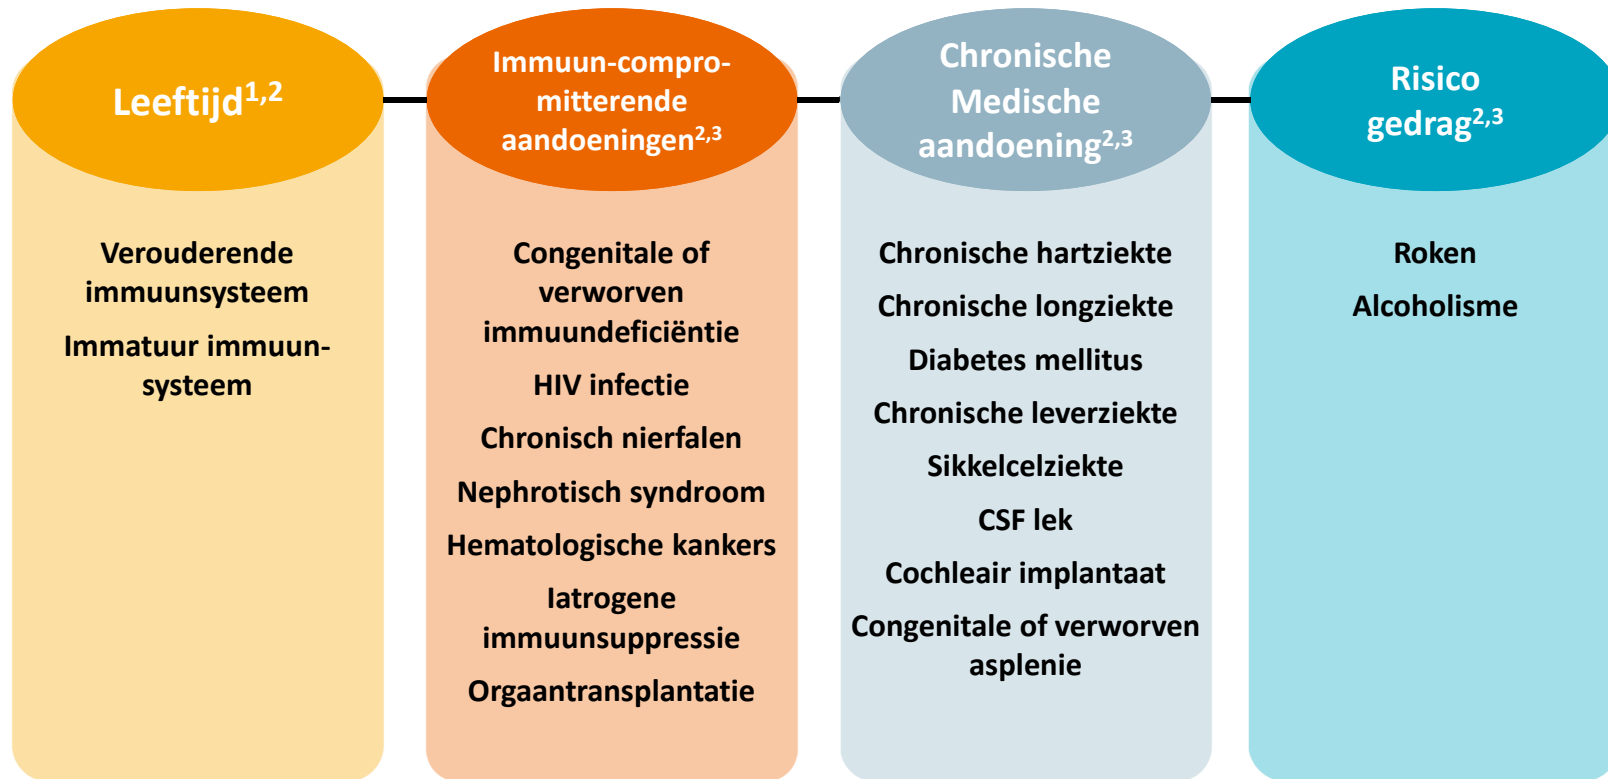 Leeftijd1,2
Verouderende
immuunsysteem
Immatuur immuun-
systeem
Immuun-compro-
mitterende
aandoeningen2,3
Congenitale of
verworven
immuundeficiëntie
HIV infectie
Chronisch nierfalen
Nephrotisch syndroom
Hematologische kankers
Iatrogene
immuunsuppressie
Orgaantransplantatie
Chronische
Medische
aandoening2,3
Chronische hartziekte
Chronische longziekte
Diabetes mellitus
Chronische leverziekte
Sikkelcelziekte
CSF lek
Cochleair implantaat
Congenitale of verworven
asplenie
Risico
gedrag2,3
Roken
Alcoholisme